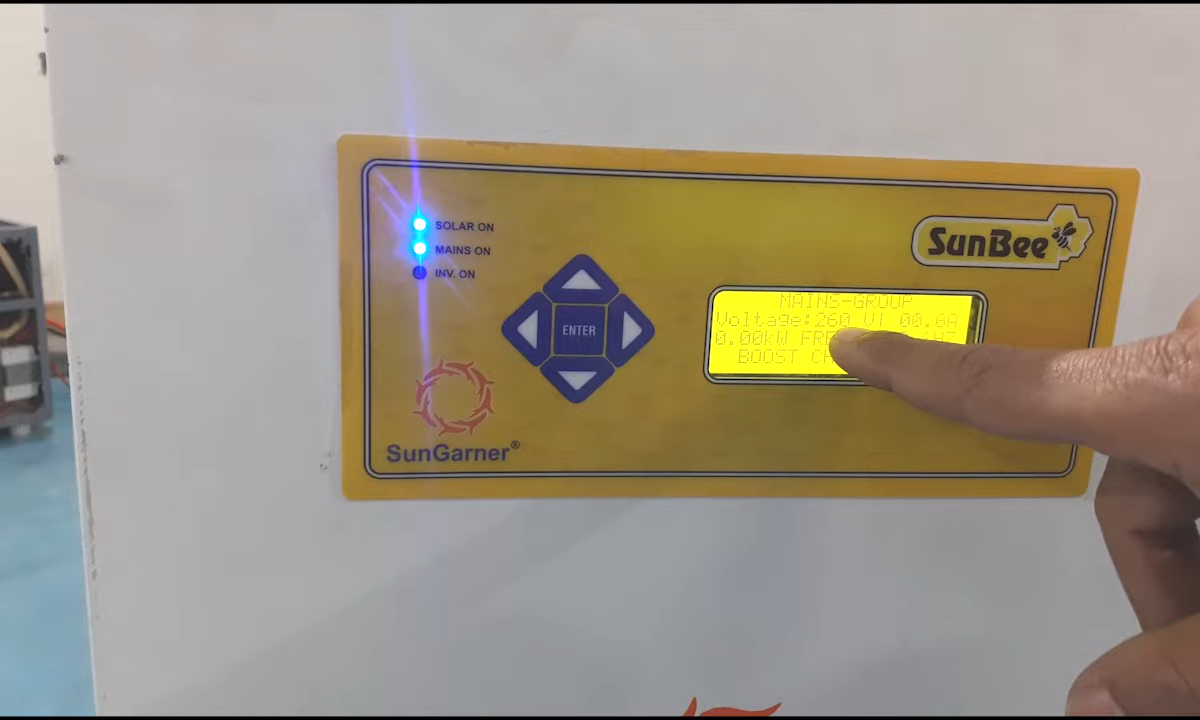 SOLAR ON
MAINS ON
INV. ON
ENTER
SunGarner®
SunBee
MAINS-GROUP
Voltage:260 V| 00.6A
0.00kW
BOOST